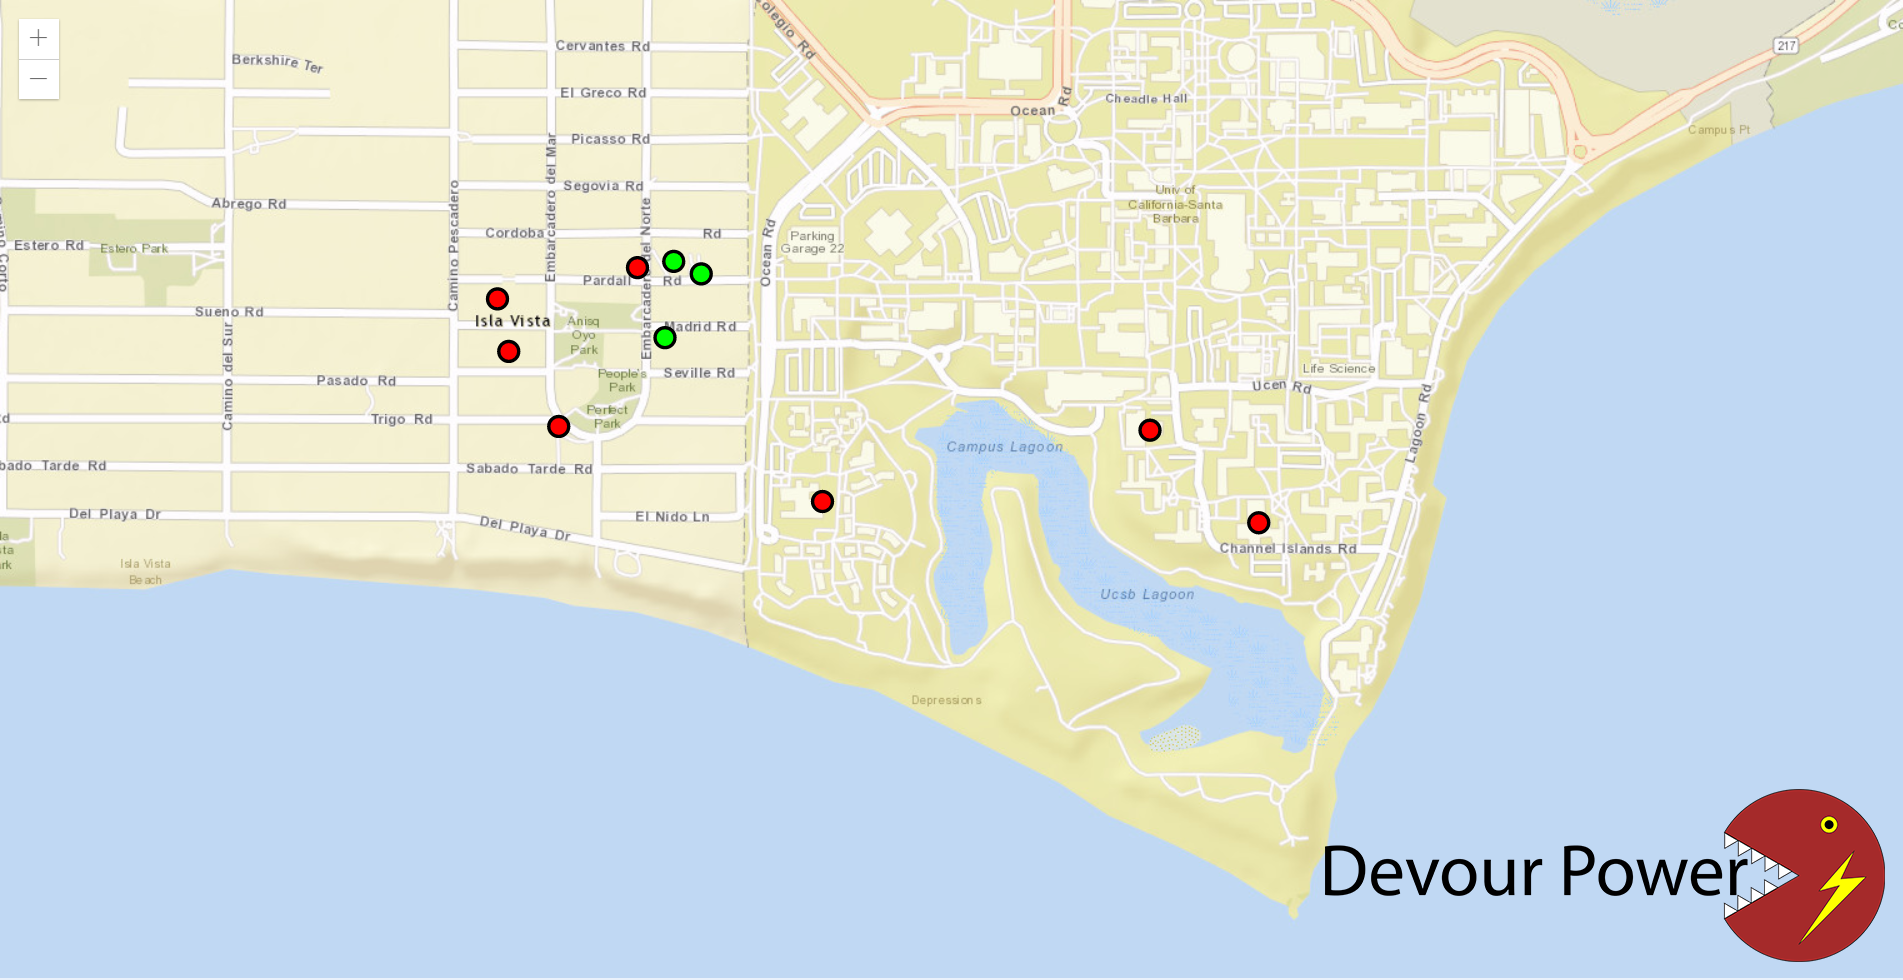 Colegio Rd
Cervantes Rd
217
Berkshire Ter
El Greco Rd
Ocean Rd
Cheadle Hall
Picasso Rd
Campus Pt
Embarcadero del Mar
Segovia Rd
Camino Pescadero
Abrego Rd
Univ of
California-Santa
Barbara
Embarcadero del Norte
Cordoba Rd
Ocean Rd
Parking
Garage 22
Estero Rd
Estero Park
Pardall Rd
Sueno Rd
Isla Vista
Anisq
Oyo
Park
Madrid Rd
Camino del Sur
Life Science
Pasado Rd
People's
Park
Seville Rd
Ucen Rd
Trigo Rd
Perfect
Park
Lagoon Rd
Campus Lagoon
bado Tarde Rd
Sabado Tarde Rd
Del Playa Dr
Del Playa Dr
El Nido Ln
Channel Islands Rd
Isla Vista
Beach
Ucsb Lagoon
Depressions
Devour Power